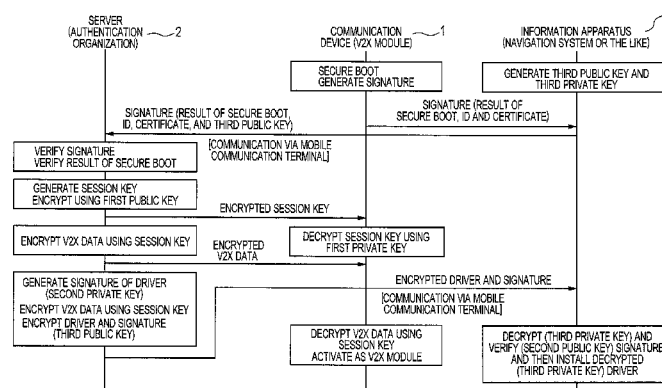 SERVER
(AUTHENTICATION
ORGANIZATION)
2
COMMUNICATION
DEVICE (V2X MODULE)
1
INFORMATION APPARATUS
(NAVIGATION SYSTEM OR THE LIKE)
SECURE BOOT
GENERATE SIGNATURE
GENERATE THIRD PUBLIC KEY AND
THIRD PRIVATE KEY
SIGNATURE (RESULT OF SECURE BOOT,
ID, CERTIFICATE, AND THIRD PUBLIC KEY)
SIGNATURE (RESULT OF
SECURE BOOT, ID AND CERTIFICATE)
[COMMUNICATION VIA MOBILE
COMMUNICATION TERMINAL]
VERIFY SIGNATURE
VERIFY RESULT OF SECURE BOOT
GENERATE SESSION KEY
ENCRYPT USING FIRST PUBLIC KEY
ENCRYPTED SESSION KEY
ENCRYPT V2X DATA USING SESSION KEY
DECRYPT SESSION KEY USING
FIRST PRIVATE KEY
ENCRYPTED
V2X DATA
GENERATE SIGNATURE OF DRIVER
(SECOND PRIVATE KEY)
ENCRYPT V2X DATA USING SESSION KEY
ENCRYPT DRIVER AND SIGNATURE
(THIRD PUBLIC KEY)
ENCRYPTED DRIVER AND SIGNATURE
[COMMUNICATION VIA MOBILE
COMMUNICATION TERMINAL]
DECRYPT V2X DATA USING
SESSION KEY
ACTIVATE AS V2X MODULE
DECRYPT (THIRD PRIVATE KEY) AND
VERIFY (SECOND PUBLIC KEY) SIGNATURE
AND THEN INSTALL DECRYPTED
(THIRD PRIVATE KEY) DRIVER